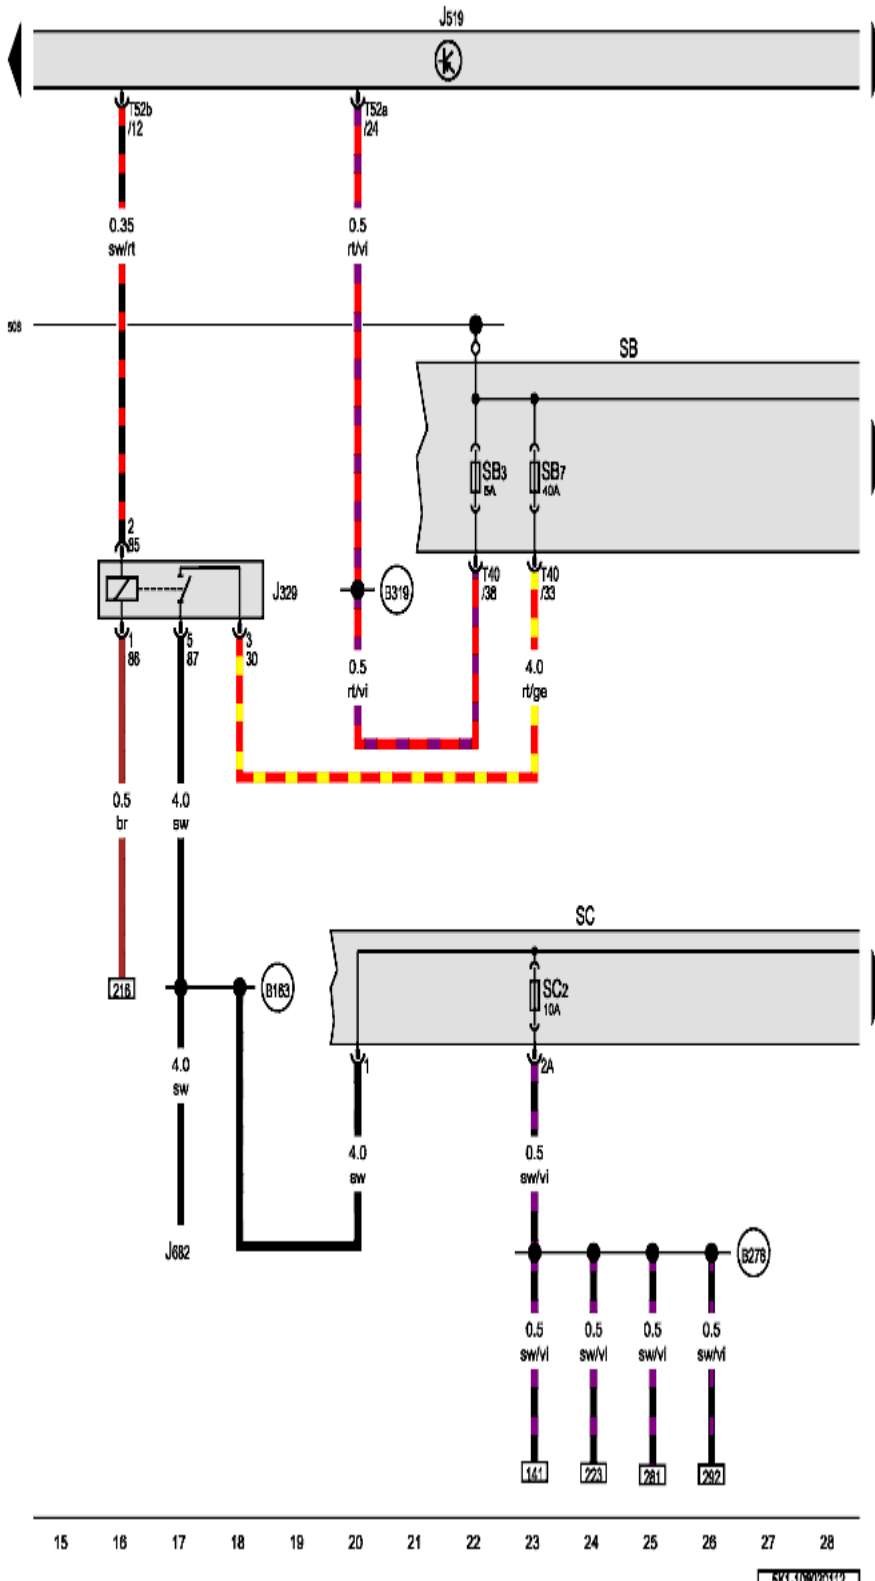 J519
T52b
/12
T52a
/24
0.35
sw/rt
0.5
rt/vi
508
SB
SB3
5A
SB7
40A
2
85
J329
B319
T40
/38
T40
/33
1
86
5
87
3
30
0.5
rt/vi
4.0
rt/ge
0.5
br
4.0
sw
SC
216
B163
SC2
10A
4.0
sw
1
2A
4.0
sw
0.5
sw/vi
J682
B278
0.5
sw/vi
0.5
sw/vi
0.5
sw/vi
0.5
sw/vi
141
223
281
292
15 16 17 18 19 20 21 22 23 24 25 26 27 28